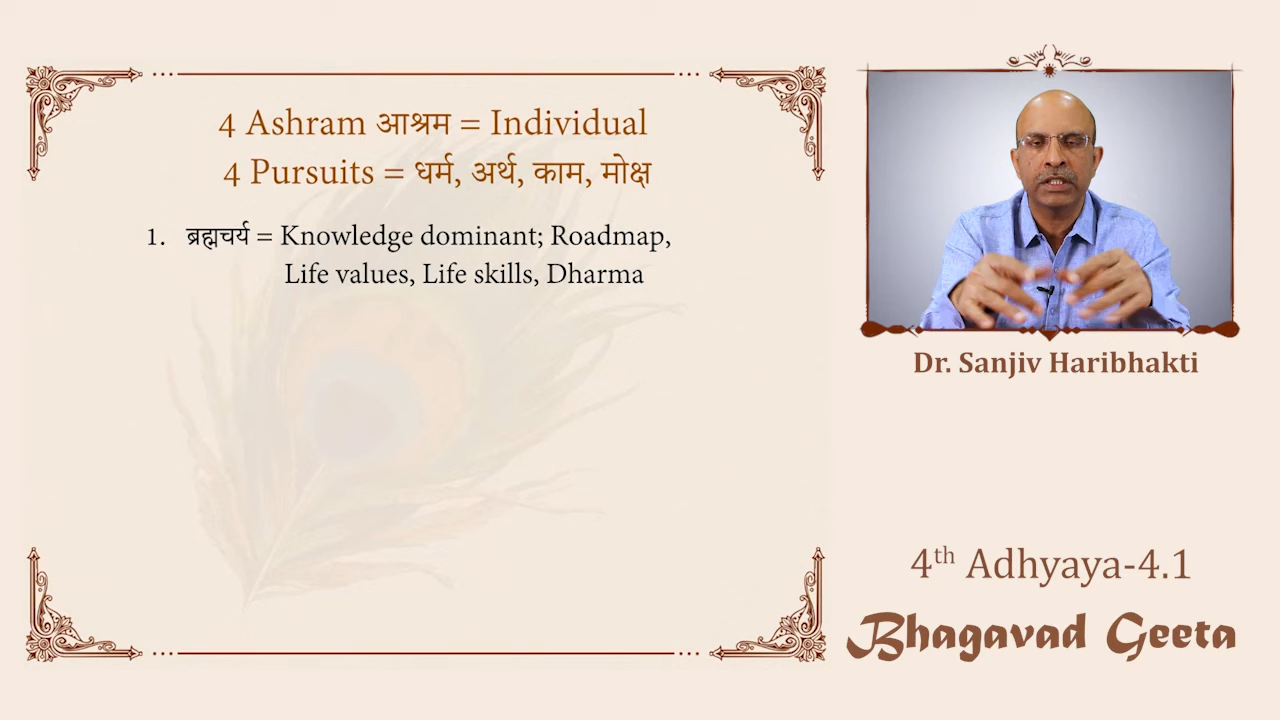 4 Ashram आश्रम = Individual
4 Pursuits = धर्म, अर्थ, काम, मोक्ष
1. ब्रह्मचर्य = Knowledge dominant; Roadmap,
Life values, Life skills, Dharma
Dr. Sanjiv Haribhakti
4th Adhyaya-4.1
Bhagavad Geeta